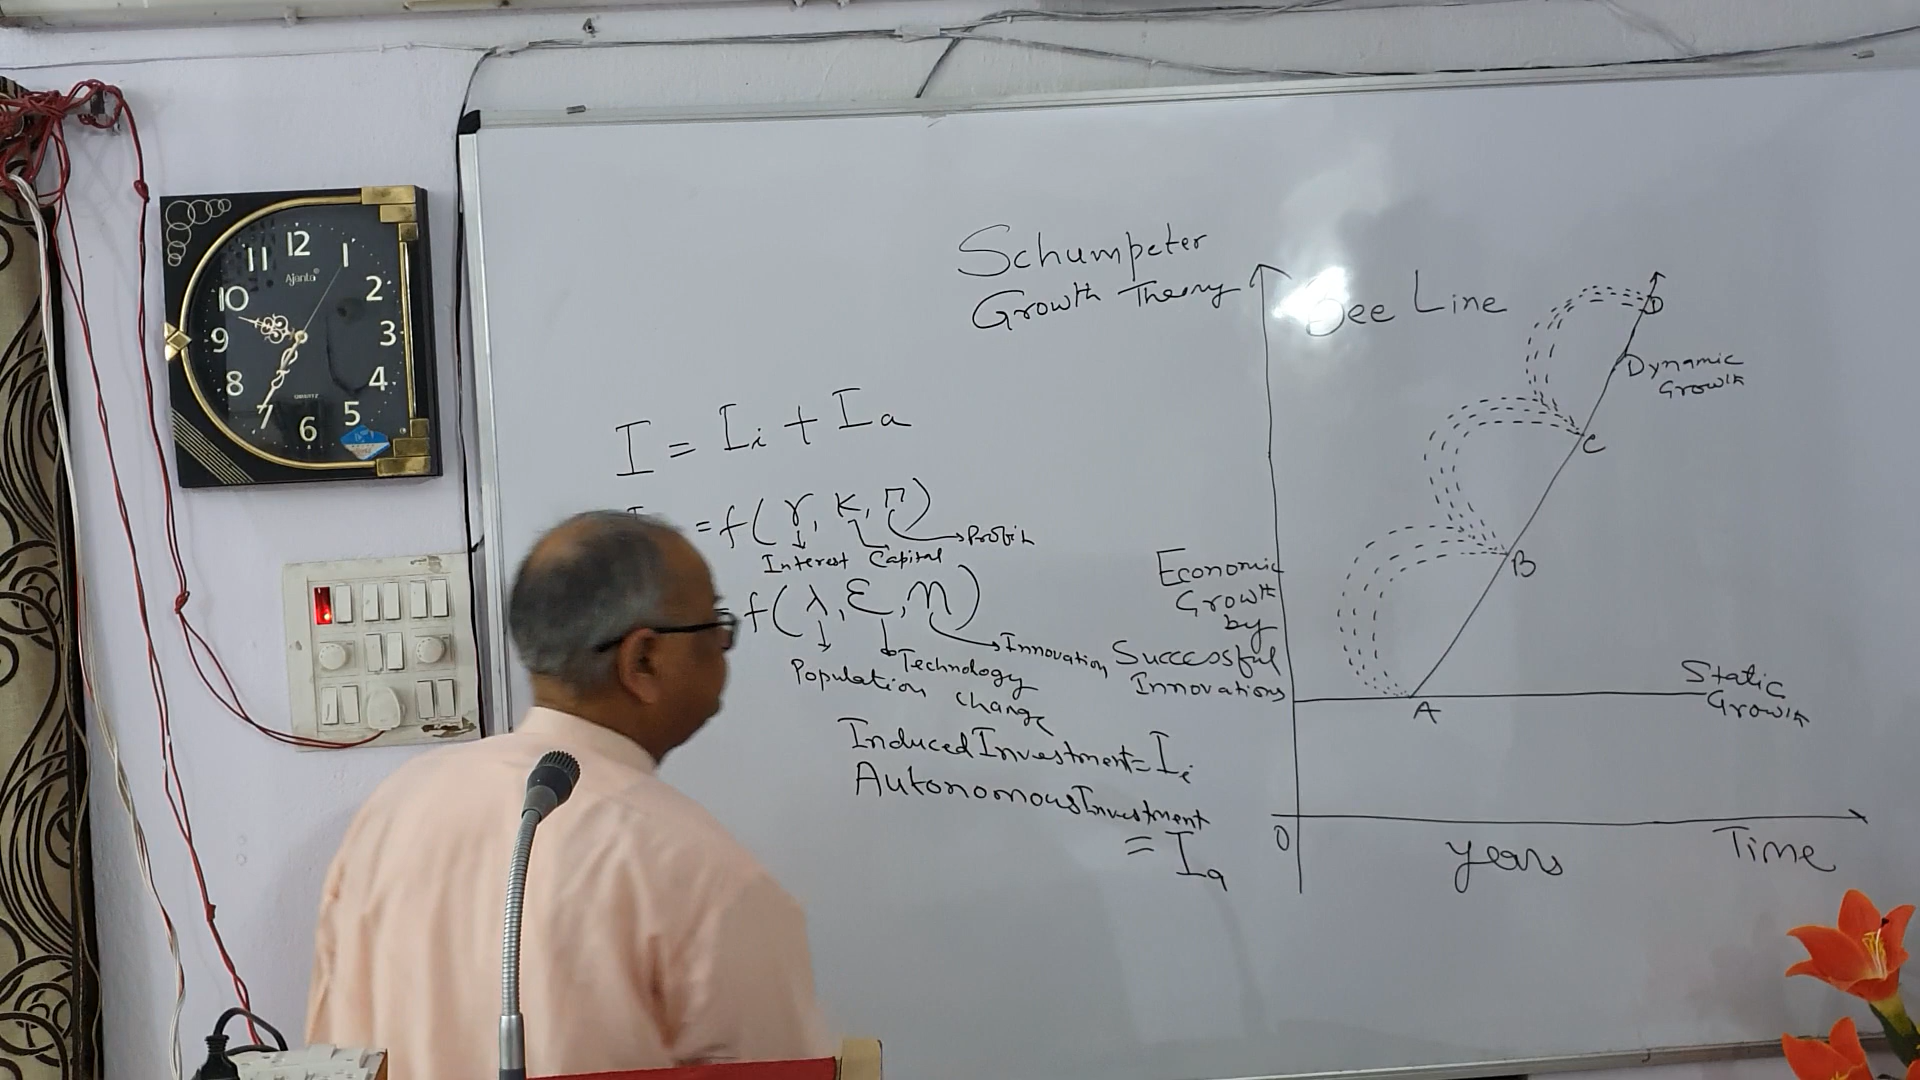 12
11
1
Ajanta
10
2
9
3
8
4
7
5
6
QUARTZ
Schumpeter
Growth Theory
I = Ii + Ia
= f(r, K, π)
Interest
Capital
Profit
= f(λ, ε, n)
Population
Technology
change
Innovation
Induced Investment = Ii
Autonomous Investment
= Ia
Line
Economic
Growth
by
Successful
Innovations
D
Dynamic
Growth
C
B
A
Static
Growth
0
years
Time